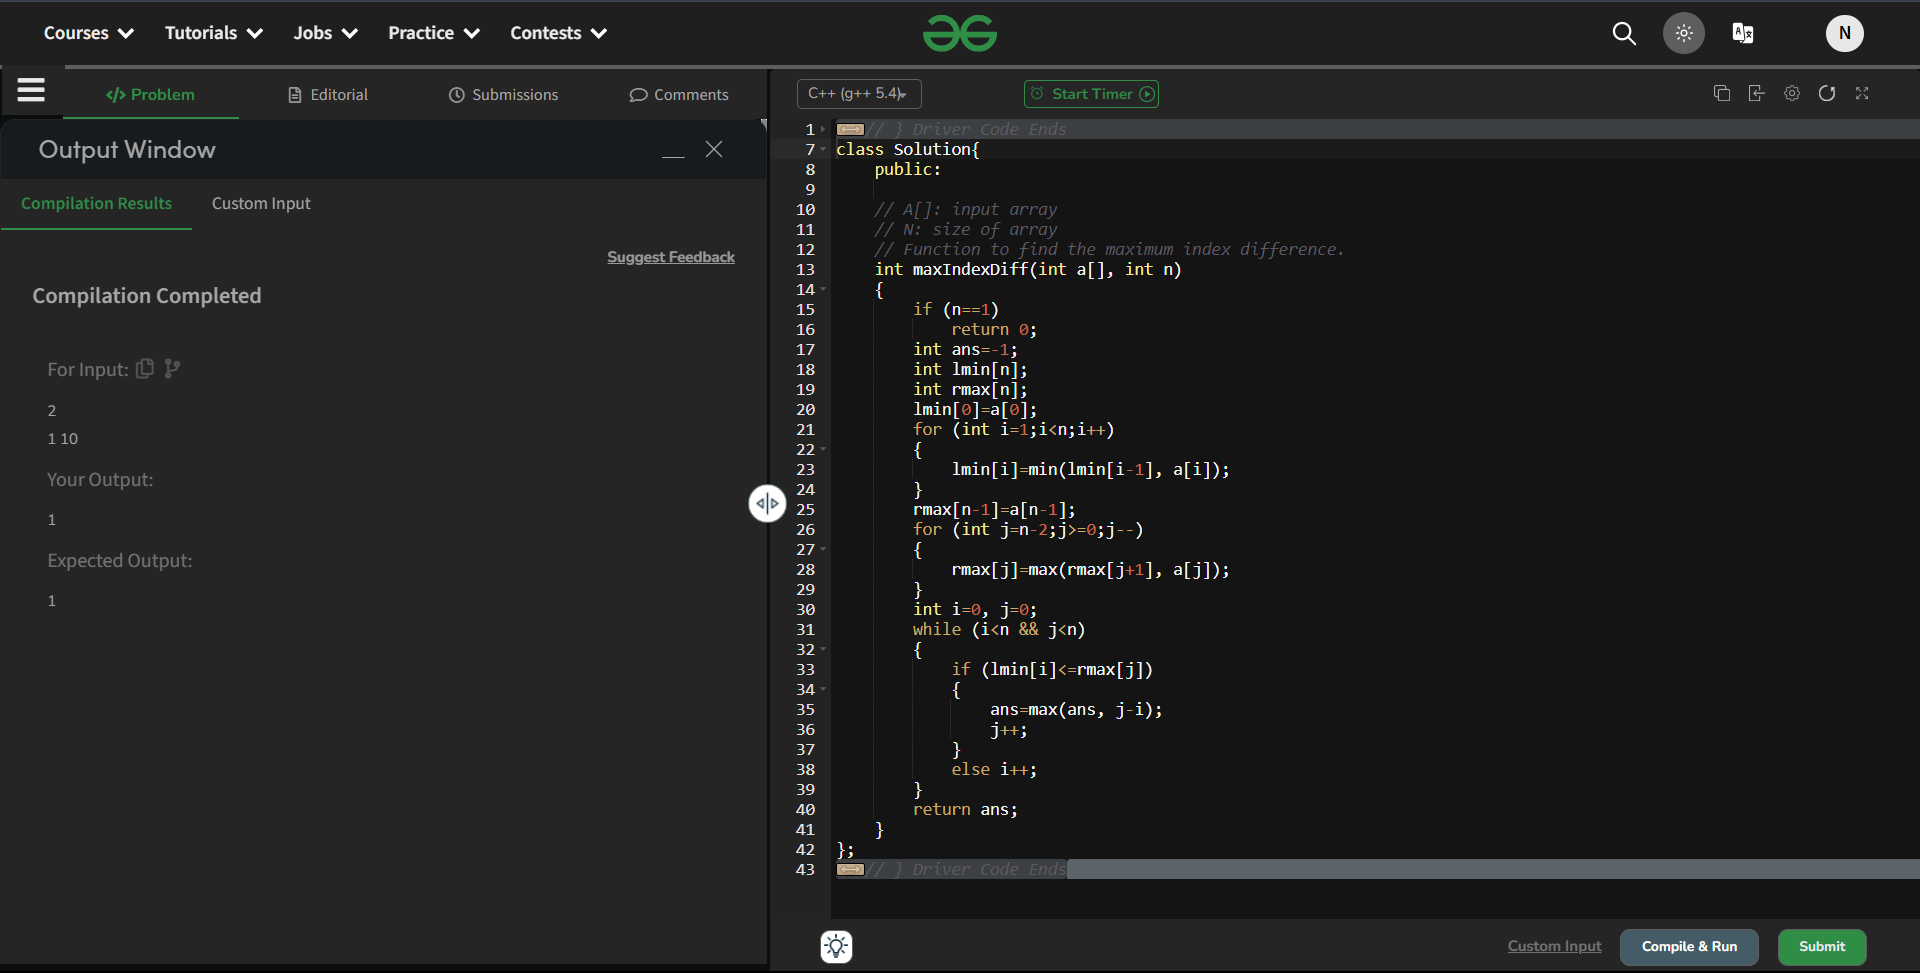 Courses Tutorials Jobs Practice Contests N
</> Problem Editorial Submissions Comments
Output Window
Compilation Results Custom Input
Suggest Feedback
Compilation Completed
For Input:
2
1 10
Your Output:
1
Expected Output:
1
C++ (g++ 5.4) Start Timer
1 // } Driver Code Ends
7 class Solution{
8 public:
9
10 // A[]: input array
11 // N: size of array
12 // Function to find the maximum index difference.
13 int maxIndexDiff(int a[], int n)
14 {
15 if (n==1)
16 return 0;
17 int ans=-1;
18 int lmin[n];
19 int rmax[n];
20 lmin[0]=a[0];
21 for (int i=1;i<n;i++)
22 {
23 lmin[i]=min(lmin[i-1], a[i]);
24 }
25 rmax[n-1]=a[n-1];
26 for (int j=n-2;j>=0;j--)
27 {
28 rmax[j]=max(rmax[j+1], a[j]);
29 }
30 int i=0, j=0;
31 while (i<n && j<n)
32 {
33 if (lmin[i]<=rmax[j])
34 {
35 ans=max(ans, j-i);
36 j++;
37 }
38 else i++;
39 }
40 return ans;
41 }
42 };
43 // } Driver Code Ends
Custom Input Compile & Run Submit